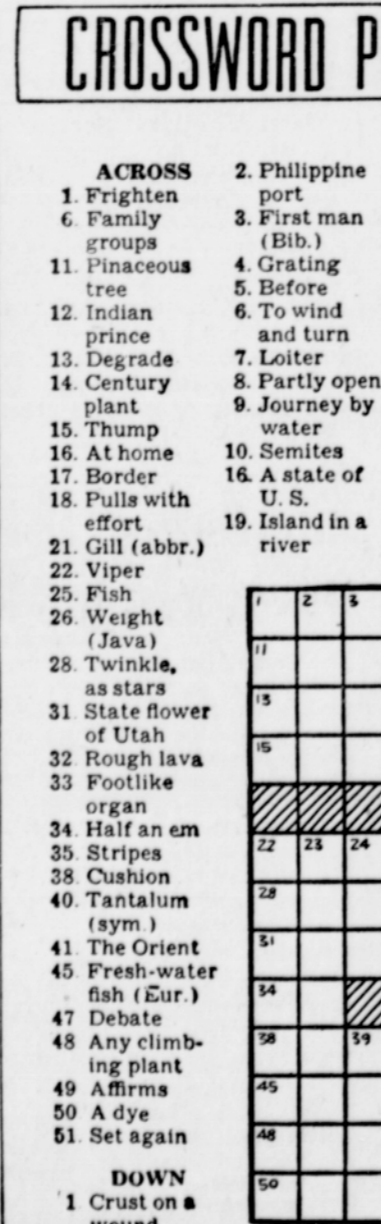 CROSSWORD P
ACROSS
1. Frighten
6. Family
groups
11. Pinaceous
tree
12. Indian
prince
13. Degrade
14. Century
plant
15. Thump
16. At home
17. Border
18. Pulls with
effort
21. Gill (abbr.)
22. Viper
25. Fish
26. Weight
(Java)
28. Twinkle,
as stars
31. State flower
of Utah
32. Rough lava
33 Footlike
organ
34. Half an em
35. Stripes
38. Cushion
40. Tantalum
(sym.)
41. The Orient
45. Fresh-water
fish (Eur.)
47 Debate
48 Any climb-
ing plant
49 Affirms
50 A dye
51. Set again
DOWN
1 Crust on a
wound
2. Philippine
port
3. First man
(Bib.)
4. Grating
5. Before
6. To wind
and turn
7. Loiter
8. Partly open
9. Journey by
water
10. Semites
16. A state of
U. S.
19. Island in a
river
1 2 3
11
13
15
22 23 24
28
31
34
38 39
45
48
50